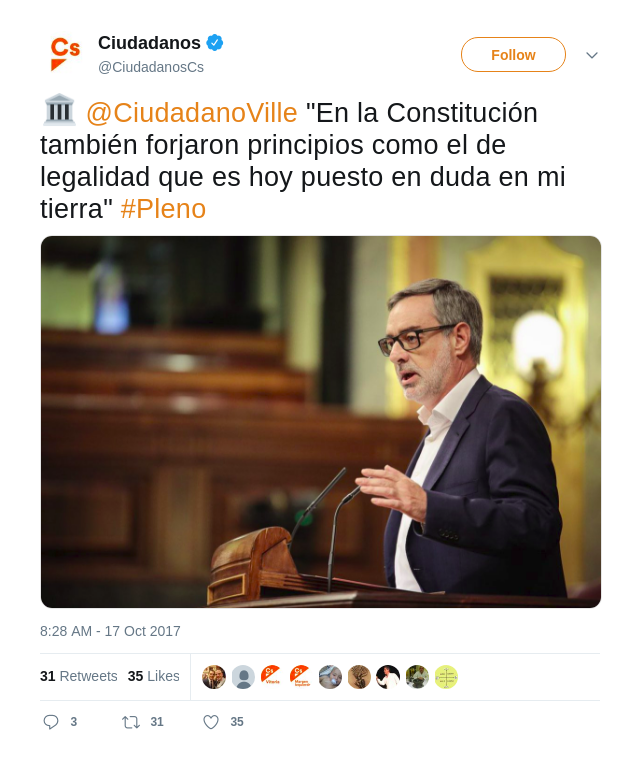 Cs
Ciudadanos
@CiudadanosCs
Follow
@CiudadanoVille "En la Constitución
también forjaron principios como el de
legalidad que es hoy puesto en duda en mi
tierra" #Pleno
8:28 AM - 17 Oct 2017
31 Retweets 35 Likes
3 31 35